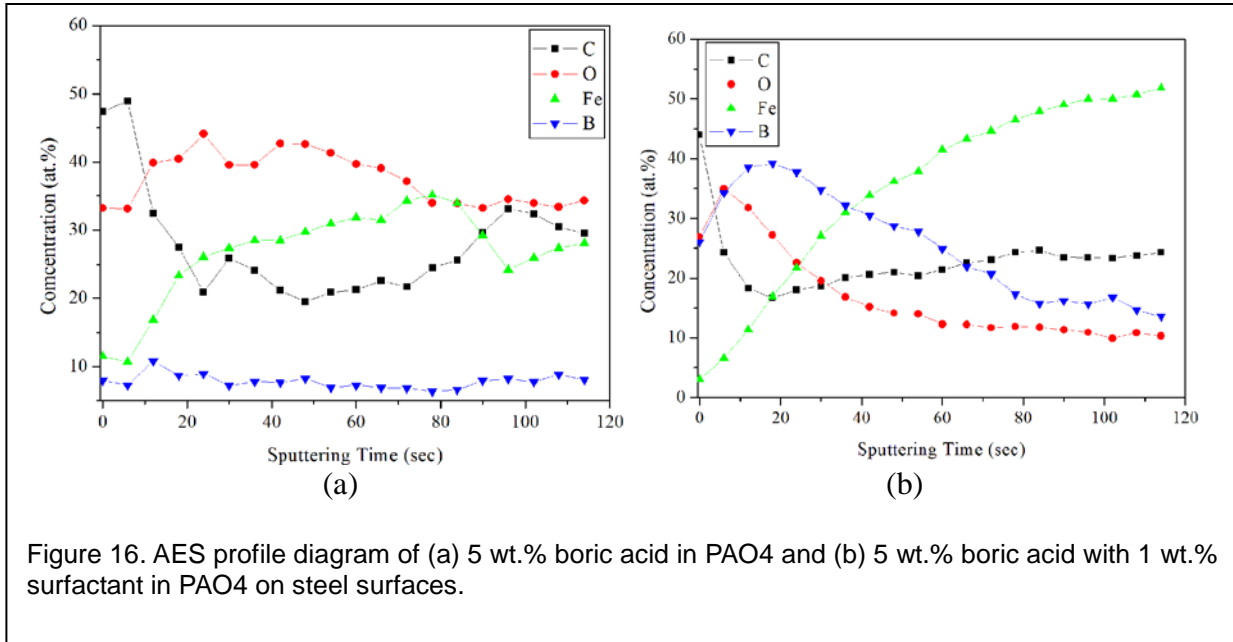 60
50
40
30
20
10
0
20
40
60
80
100
120
Comcentration (at.%)
Sputtering Time (sec)
C
O
Fe
B
(a)
60
50
40
30
20
10
0
0
20
40
60
80
100
120
Concentration (at.%)
Sputtering Time (sec)
C
O
Fe
B
(b)
Figure 16. AES profile diagram of (a) 5 wt.% boric acid in PAO4 and (b) 5 wt.% boric acid with 1 wt.%
surfactant in PAO4 on steel surfaces.